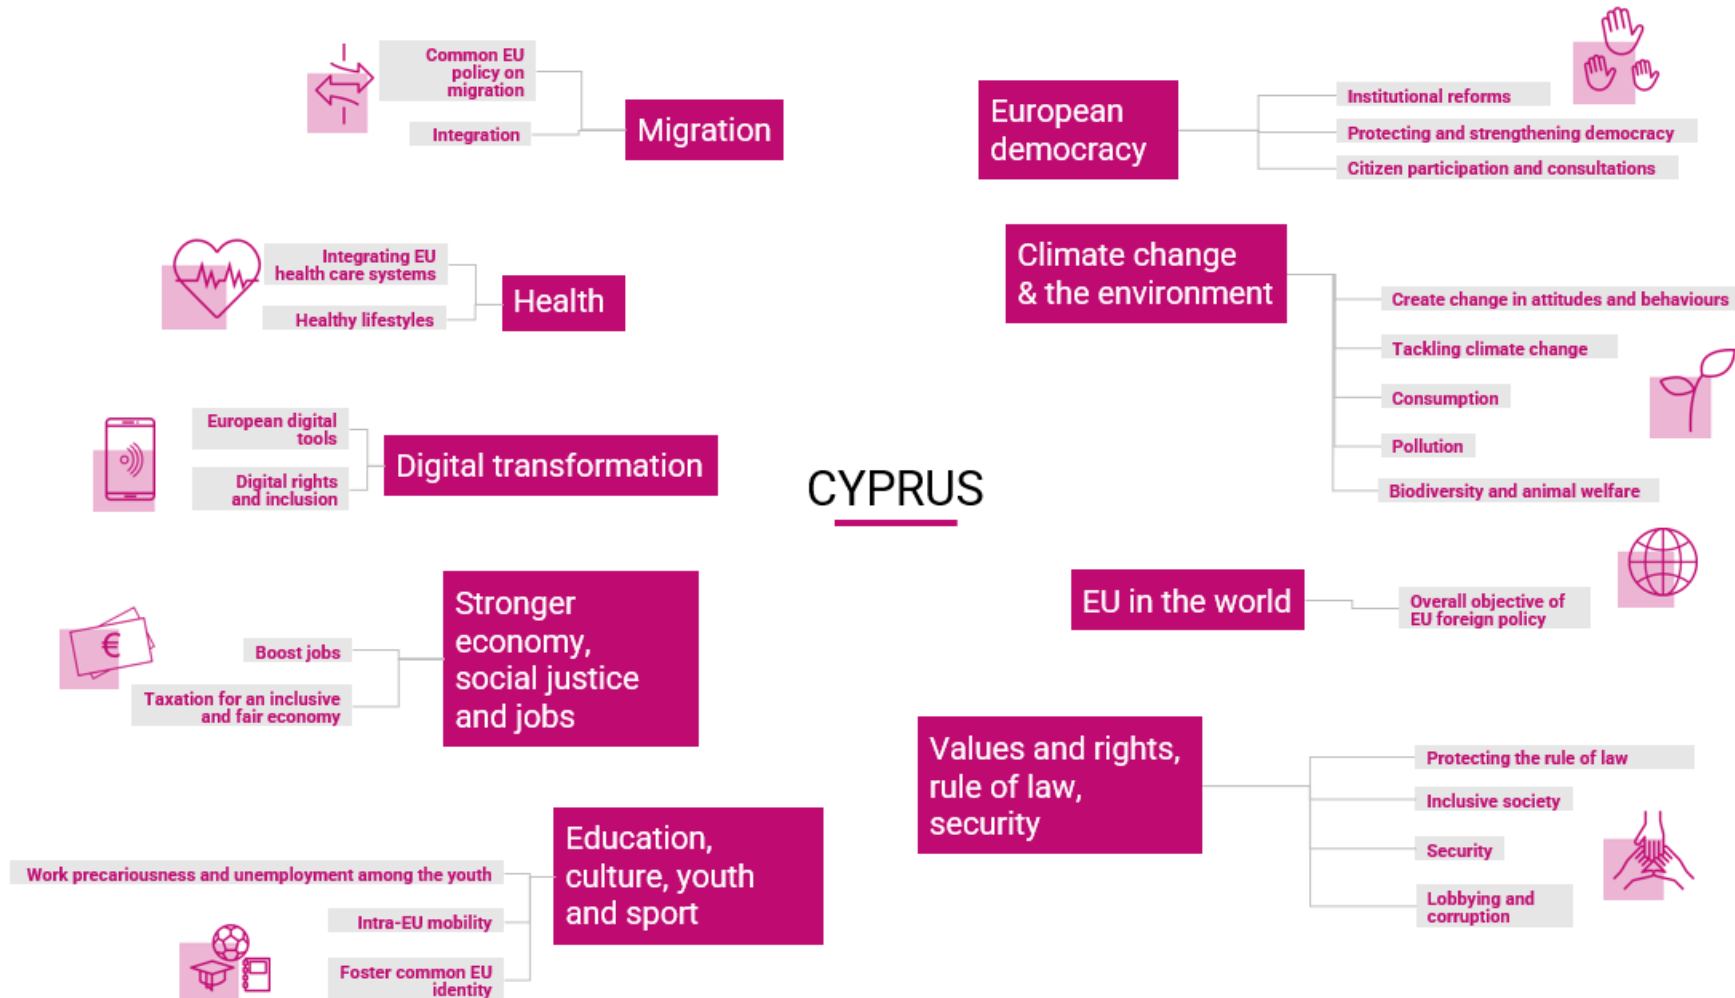 CYPRUS
Migration
Common EU
policy on
migration
Integration
Health
Integrating EU
health care systems
Healthy lifestyles
Digital transformation
European digital
tools
Digital rights
and inclusion
Stronger
economy,
social justice
and jobs
€
Boost jobs
Taxation for an inclusive
and fair economy
Education,
culture, youth
and sport
Work precariousness and unemployment among the youth
Intra-EU mobility
Foster common EU
identity
European
democracy
Institutional reforms
Protecting and strengthening democracy
Citizen participation and consultations
Climate change
& the environment
Create change in attitudes and behaviours
Tackling climate change
Consumption
Pollution
Biodiversity and animal welfare
EU in the world
Overall objective of
EU foreign policy
Values and rights,
rule of law,
security
Protecting the rule of law
Inclusive society
Security
Lobbying and
corruption